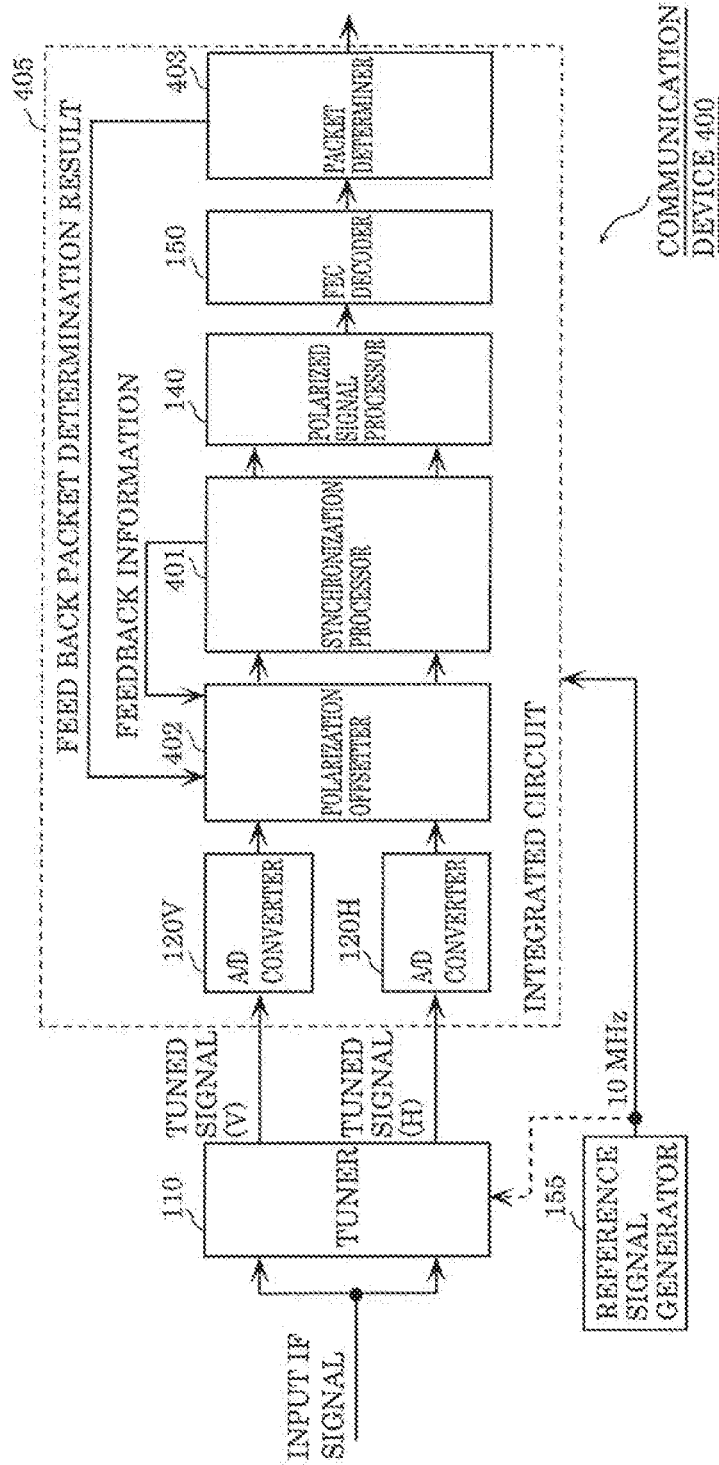 405
FEED BACK PACKET DETERMINATION RESULT
FEEDBACK INFORMATION
120V
A/D
CONVERTER
120H
A/D
CONVERTER
402
POLARIZATION
OFFSETTER
401
SYNCHRONIZATION
PROCESSOR
140
POLARIZED
SIGNAL
PROCESSOR
150
FEC
DECODER
403
PACKET
DETERMINER
INTEGRATED CIRCUIT
INPUT IF
SIGNAL
110
TUNER
TUNED
SIGNAL
(V)
TUNED
SIGNAL
(H)
155
REFERENCE
SIGNAL
GENERATOR
10 MHz
COMMUNICATION
DEVICE 400